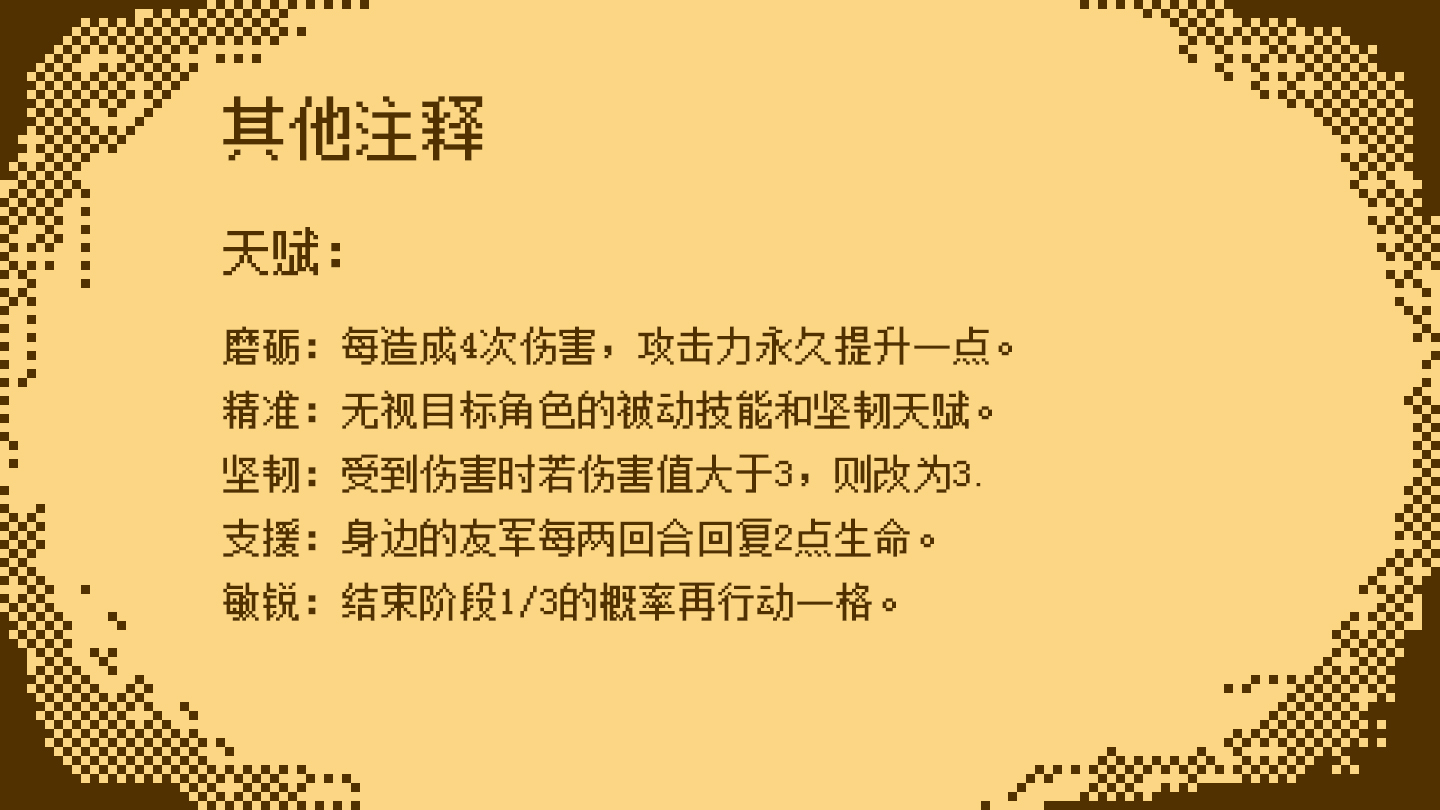 其他注释
天赋：
磨砺：每造成4次伤害，攻击力永久提升一点。
精准：无视目标角色的被动技能和坚韧天赋。
坚韧：受到伤害时若伤害值大于3，则改为3.
支援：身边的友军每两回合回复2点生命。
敏锐：结束阶段1/3的概率再行动一格。